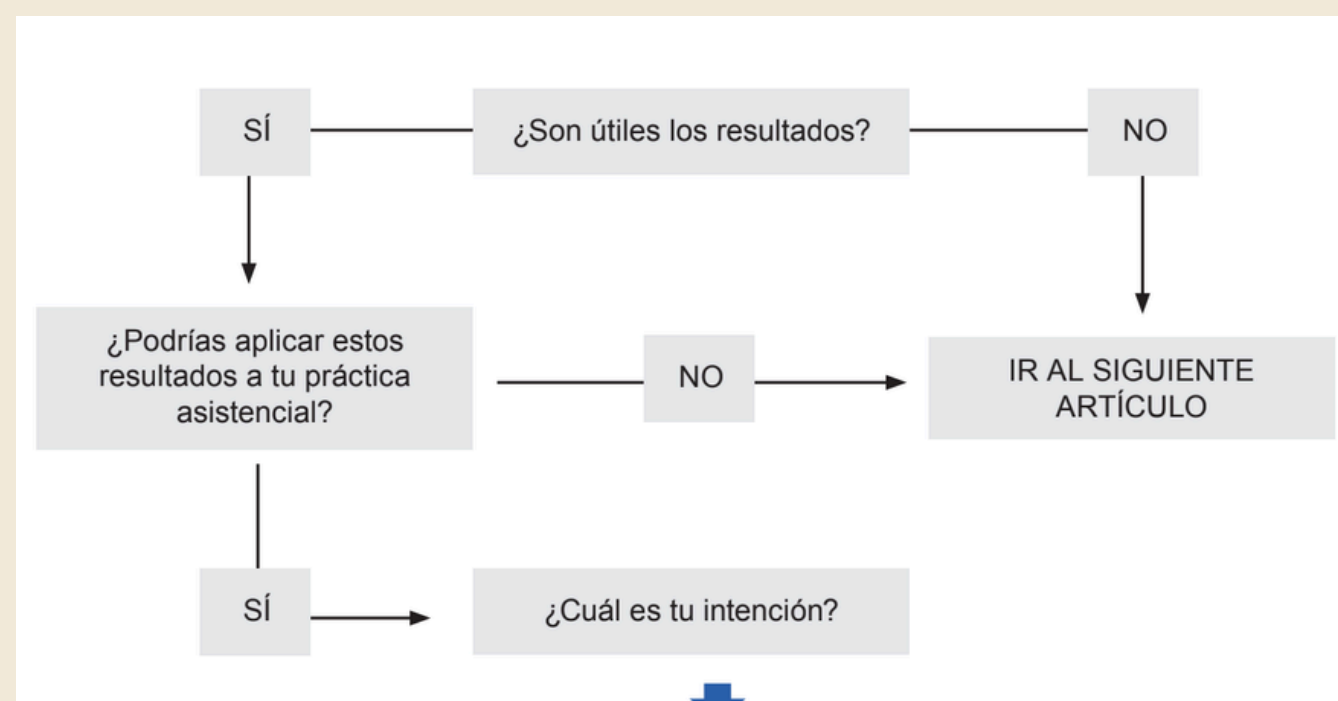 SÍ
¿Son útiles los resultados?
NO
¿Podrías aplicar estos
resultados a tu práctica
asistencial?
NO
IR AL SIGUIENTE
ARTÍCULO
SÍ
¿Cuál es tu intención?